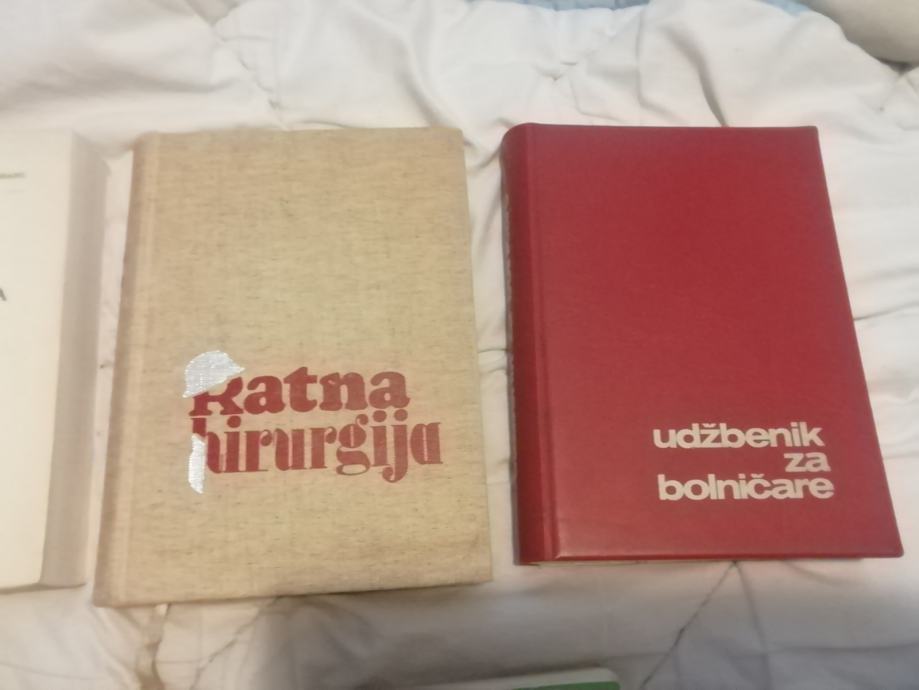 Ratna
hirurgija
udžbenik
za
bolničare